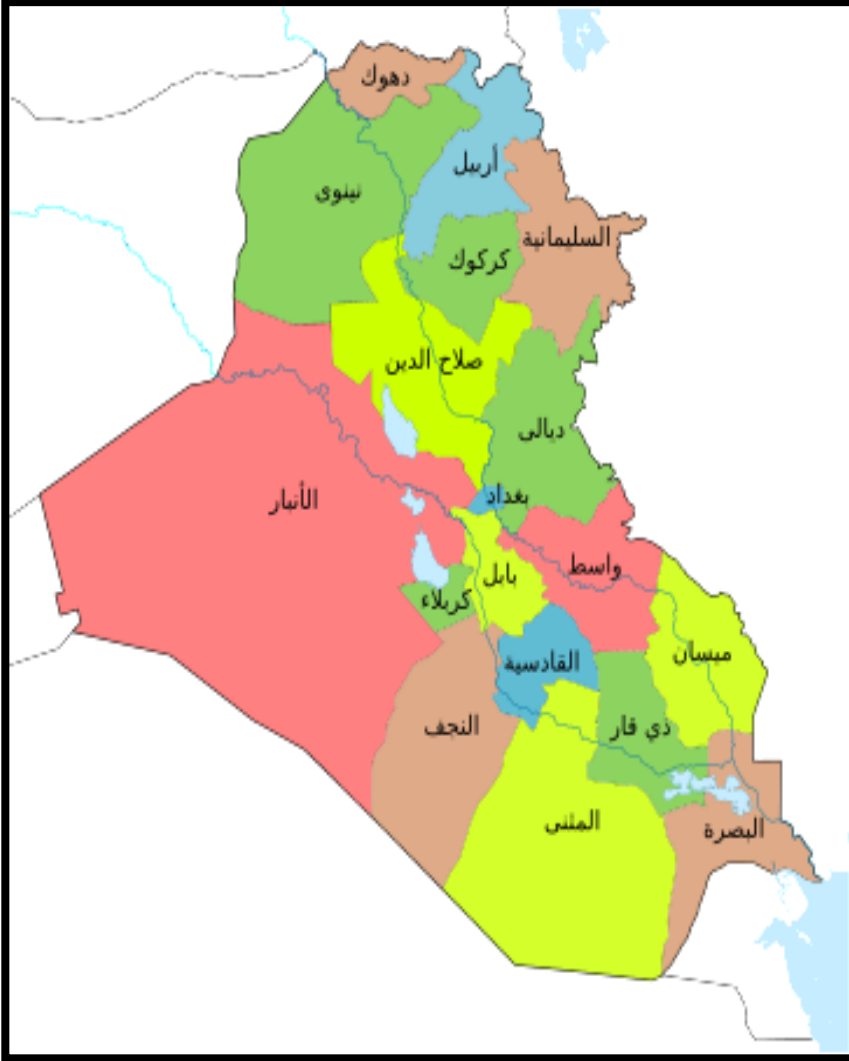 دهوك
أربيل
نينوى
السليمانية
كركوك
صلاح الدين
ديالى
بغداد
الأنبار
واسط
بابل
كربلاء
ميسان
القادسية
النجف
ذي قار
المثنى
البصرة